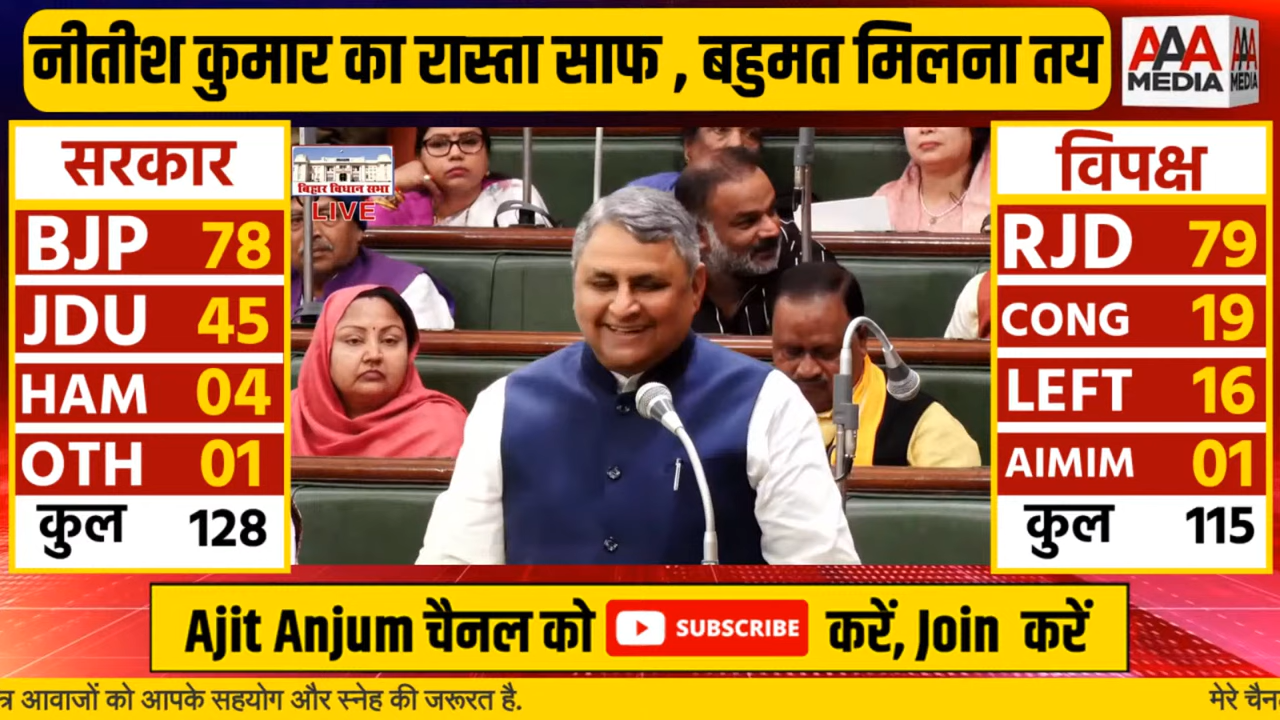 नीतीश कुमार का रास्ता साफ , बहुमत मिलना तय
AAA
MEDIA
AAA
MEDIA
सरकार
BJP 78
JDU 45
HAM 04
OTH 01
कुल 128
बिहार विधान सभा
LIVE
विपक्ष
RJD 79
CONG 19
LEFT 16
AIMIM 01
कुल 115
Ajit Anjum चैनल को SUBSCRIBE करें, Join करें
आवाजों को आपके सहयोग और स्नेह की जरूरत है. मेरे